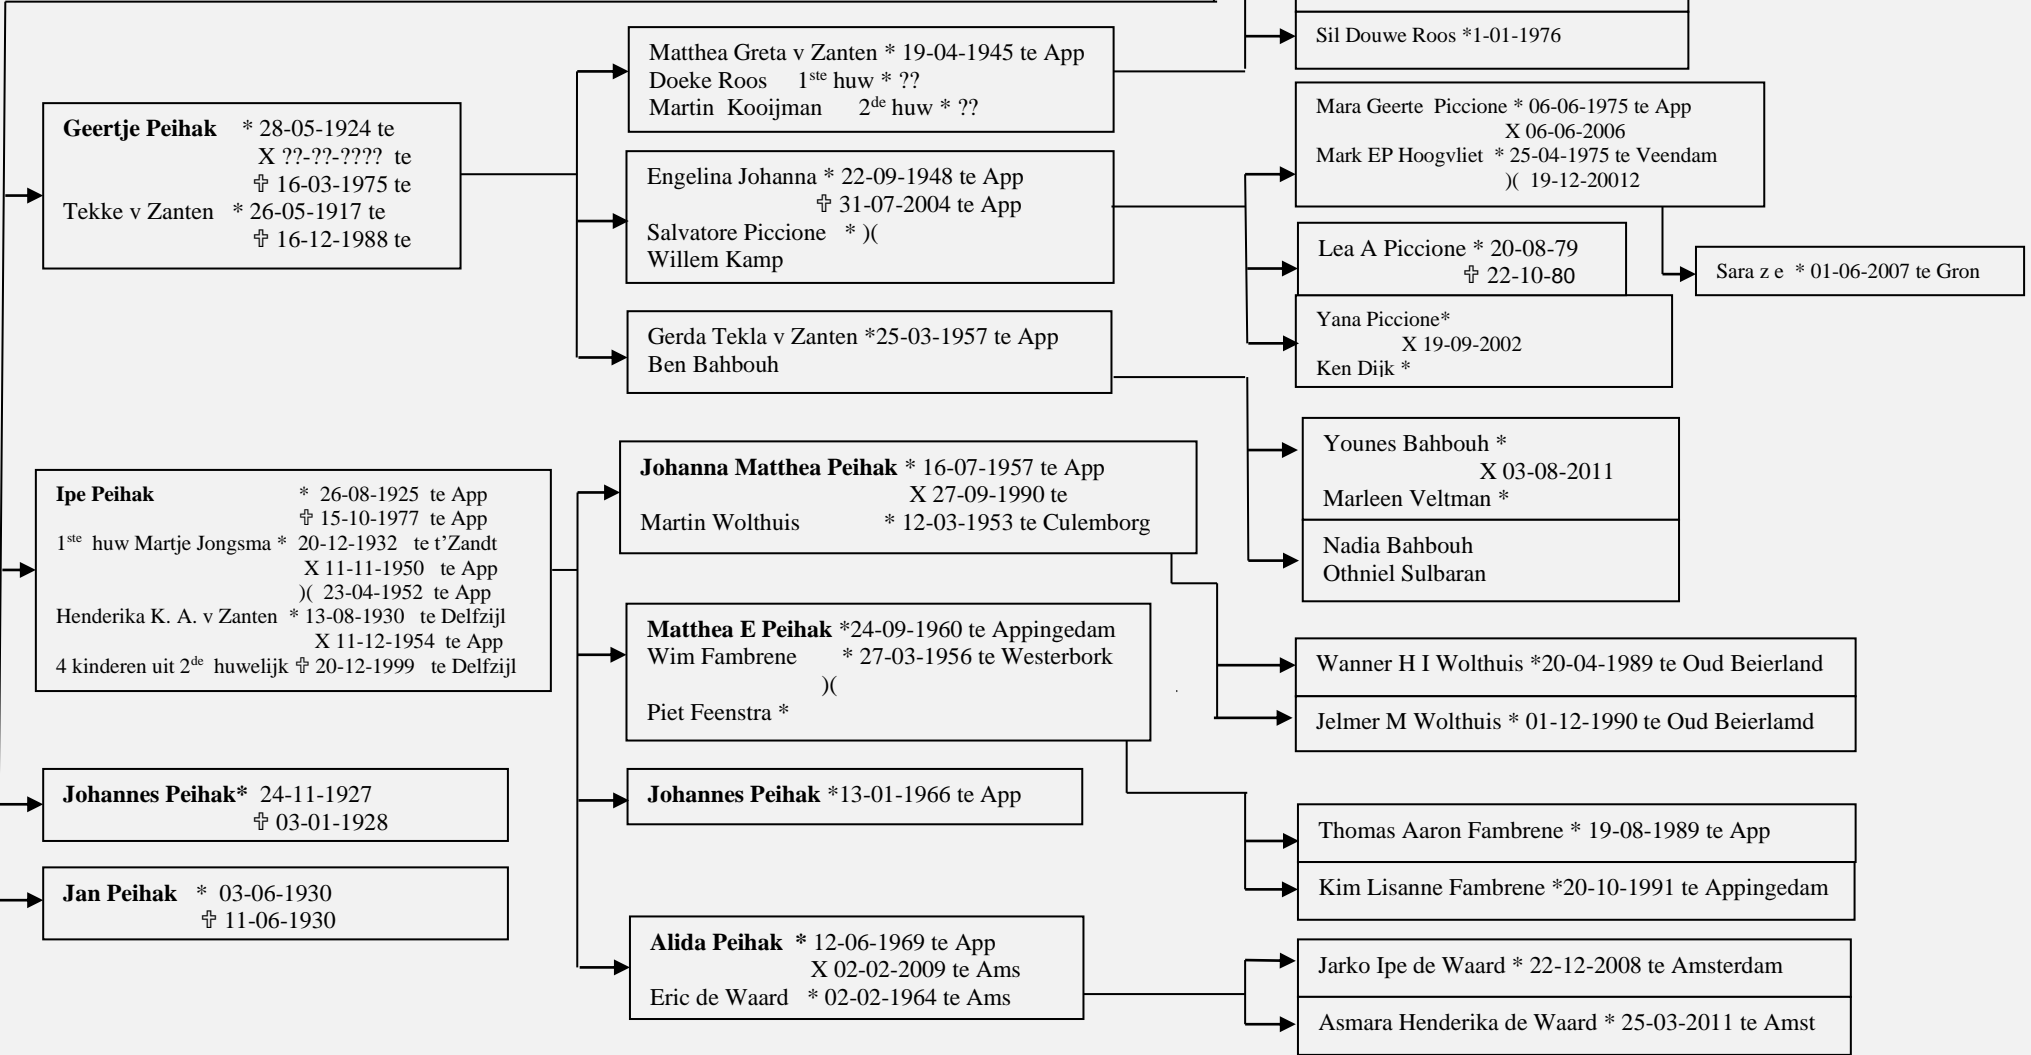 Sil Douwe Roos *1-01-1976
Matthea Greta v Zanten * 19-04-1945 te App
Doeke Roos 1ste huw * ??
Martin Kooijman 2de huw * ??
Mara Geerte Piccione * 06-06-1975 te App
X 06-06-2006
Mark EP Hoogvliet * 25-04-1975 te Veendam
)( 19-12-20012
Geertje Peihak * 28-05-1924 te
X ??-??-???? te
✞ 16-03-1975 te
Tekke v Zanten * 26-05-1917 te
✞ 16-12-1988 te
Engelina Johanna * 22-09-1948 te App
✞ 31-07-2004 te App
Salvatore Piccione * )(
Willem Kamp
Lea A Piccione * 20-08-79
✞ 22-10-80
Sara z e * 01-06-2007 te Gron
Yana Piccione*
X 19-09-2002
Ken Dijk *
Gerda Tekla v Zanten *25-03-1957 te App
Ben Bahbouh
Younes Bahbouh *
X 03-08-2011
Marleen Veltman *
Nadia Bahbouh
Othniel Sulbaran
Ipe Peihak * 26-08-1925 te App
✞ 15-10-1977 te App
1ste huw Martje Jongsma * 20-12-1932 te t’Zandt
X 11-11-1950 te App
)( 23-04-1952 te App
Henderika K. A. v Zanten * 13-08-1930 te Delfzijl
X 11-12-1954 te App
4 kinderen uit 2de huwelijk ✞ 20-12-1999 te Delfzijl
Johanna Matthea Peihak * 16-07-1957 te App
X 27-09-1990 te
Martin Wolthuis * 12-03-1953 te Culemborg
Matthea E Peihak *24-09-1960 te Appingedam
Wim Fambrene * 27-03-1956 te Westerbork
)(
Piet Feenstra *
Wanner H I Wolthuis *20-04-1989 te Oud Beierland
Jelmer M Wolthuis * 01-12-1990 te Oud Beierlamd
Johannes Peihak* 24-11-1927
✞ 03-01-1928
Johannes Peihak *13-01-1966 te App
Thomas Aaron Fambrene * 19-08-1989 te App
Kim Lisanne Fambrene *20-10-1991 te Appingedam
Jan Peihak * 03-06-1930
✞ 11-06-1930
Alida Peihak * 12-06-1969 te App
X 02-02-2009 te Ams
Eric de Waard * 02-02-1964 te Ams
Jarko Ipe de Waard * 22-12-2008 te Amsterdam
Asmara Henderika de Waard * 25-03-2011 te Amst